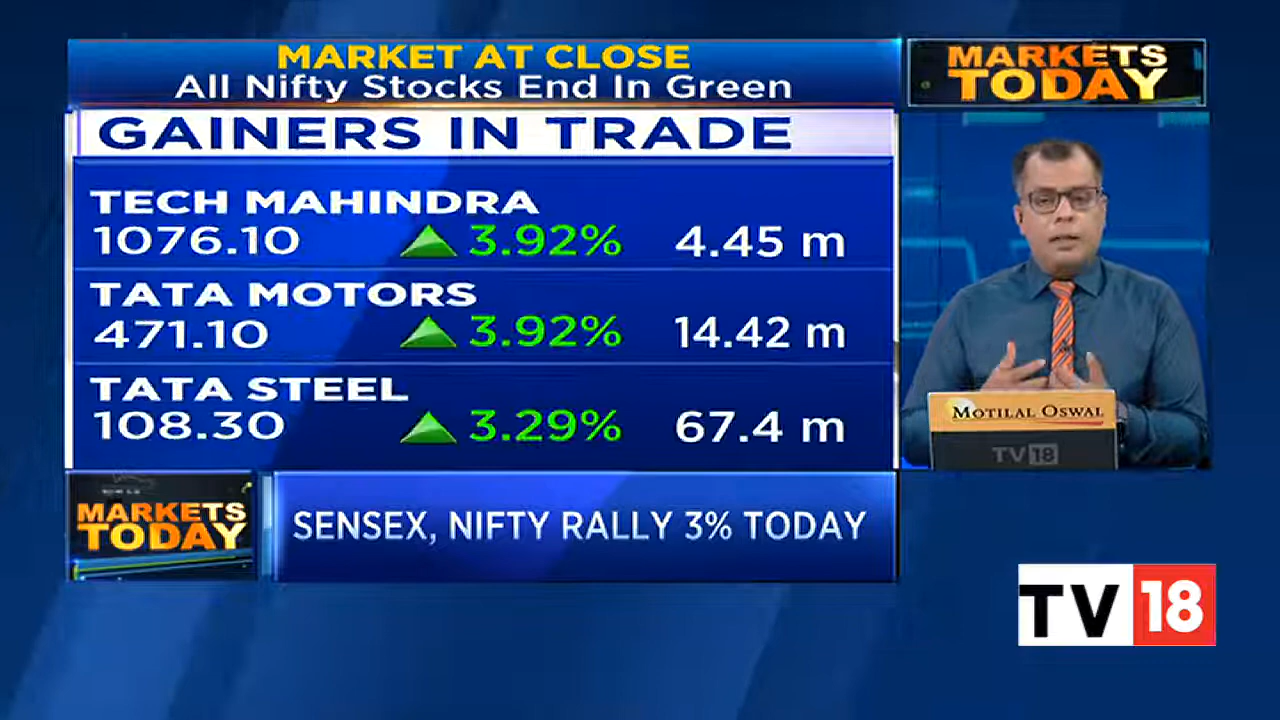 MARKET AT CLOSE
All Nifty Stocks End In Green
GAINERS IN TRADE
TECH MAHINDRA
1076.10 3.92% 4.45 m
TATA MOTORS
471.10 3.92% 14.42 m
TATA STEEL
108.30 3.29% 67.4 m
MARKETS
TODAY
MOTILAL OSWAL
TV18
MARKETS
TODAY
SENSEX, NIFTY RALLY 3% TODAY
TV 18